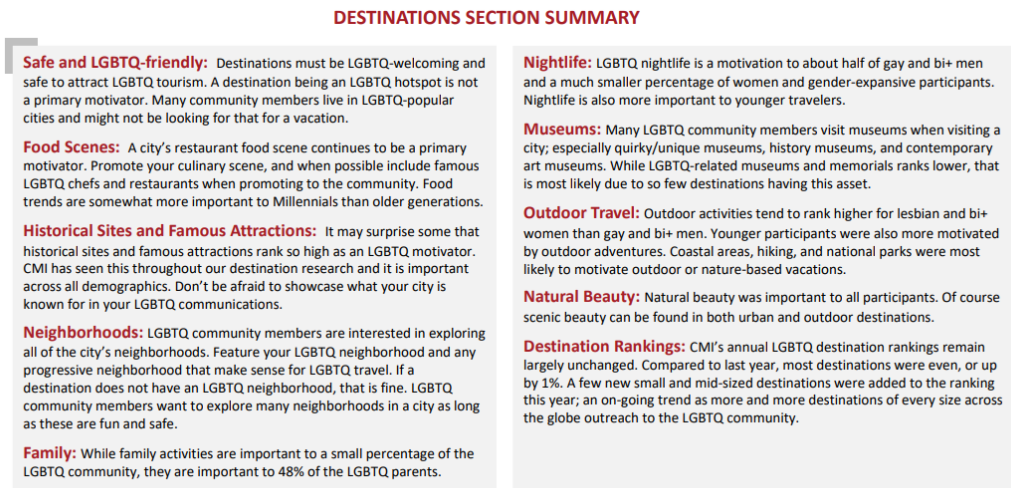 DESTINATIONS SECTION SUMMARY
Safe and LGBTQ-friendly: Destinations must be LGBTQ-welcoming and
safe to attract LGBTQ tourism. A destination being an LGBTQ hotspot is not
a primary motivator. Many community members live in LGBTQ-popular
cities and might not be looking for that for a vacation.
Food Scenes: A city's restaurant food scene continues to be a primary
motivator. Promote your culinary scene, and when possible include famous
LGBTQ chefs and restaurants when promoting to the community. Food
trends are somewhat more important to Millennials than older generations.
Historical Sites and Famous Attractions: It may surprise some that
historical sites and famous attractions rank so high as an LGBTQ motivator.
CMI has seen this throughout our destination research and it is important
across all demographics. Don't be afraid to showcase what your city is
known for in your LGBTQ communications.
Neighborhoods: LGBTQ community members are interested in exploring
all of the city's neighborhoods. Feature your LGBTQ neighborhood and any
progressive neighborhood that make sense for LGBTQ travel. If a
destination does not have an LGBTQ neighborhood, that is fine. LGBTQ
community members want to explore many neighborhoods in a city as long
as these are fun and safe.
Family: While family activities are important to a small percentage of the
LGBTQ community, they are important to 48% of the LGBTQ parents.
Nightlife: LGBTQ nightlife is a motivation to about half of gay and bi+ men
and a much smaller percentage of women and gender-expansive participants.
Nightlife is also more important to younger travelers.
Museums: Many LGBTQ community members visit museums when visiting a
city; especially quirky/unique museums, history museums, and contemporary
art museums. While LGBTQ-related museums and memorials ranks lower, that
is most likely due to so few destinations having this asset.
Outdoor Travel: Outdoor activities tend to rank higher for lesbian and bi+
women than gay and bi+ men. Younger participants were also more motivated
by outdoor adventures. Coastal areas, hiking, and national parks were most
likely to motivate outdoor or nature-based vacations.
Natural Beauty: Natural beauty was important to all participants. Of course
scenic beauty can be found in both urban and outdoor destinations.
Destination Rankings: CMI's annual LGBTQ destination rankings remain
largely unchanged. Compared to last year, most destinations were even, or up
by 1%. A few new small and mid-sized destinations were added to the ranking
this year; an on-going trend as more and more destinations of every size across
the globe outreach to the LGBTQ community.